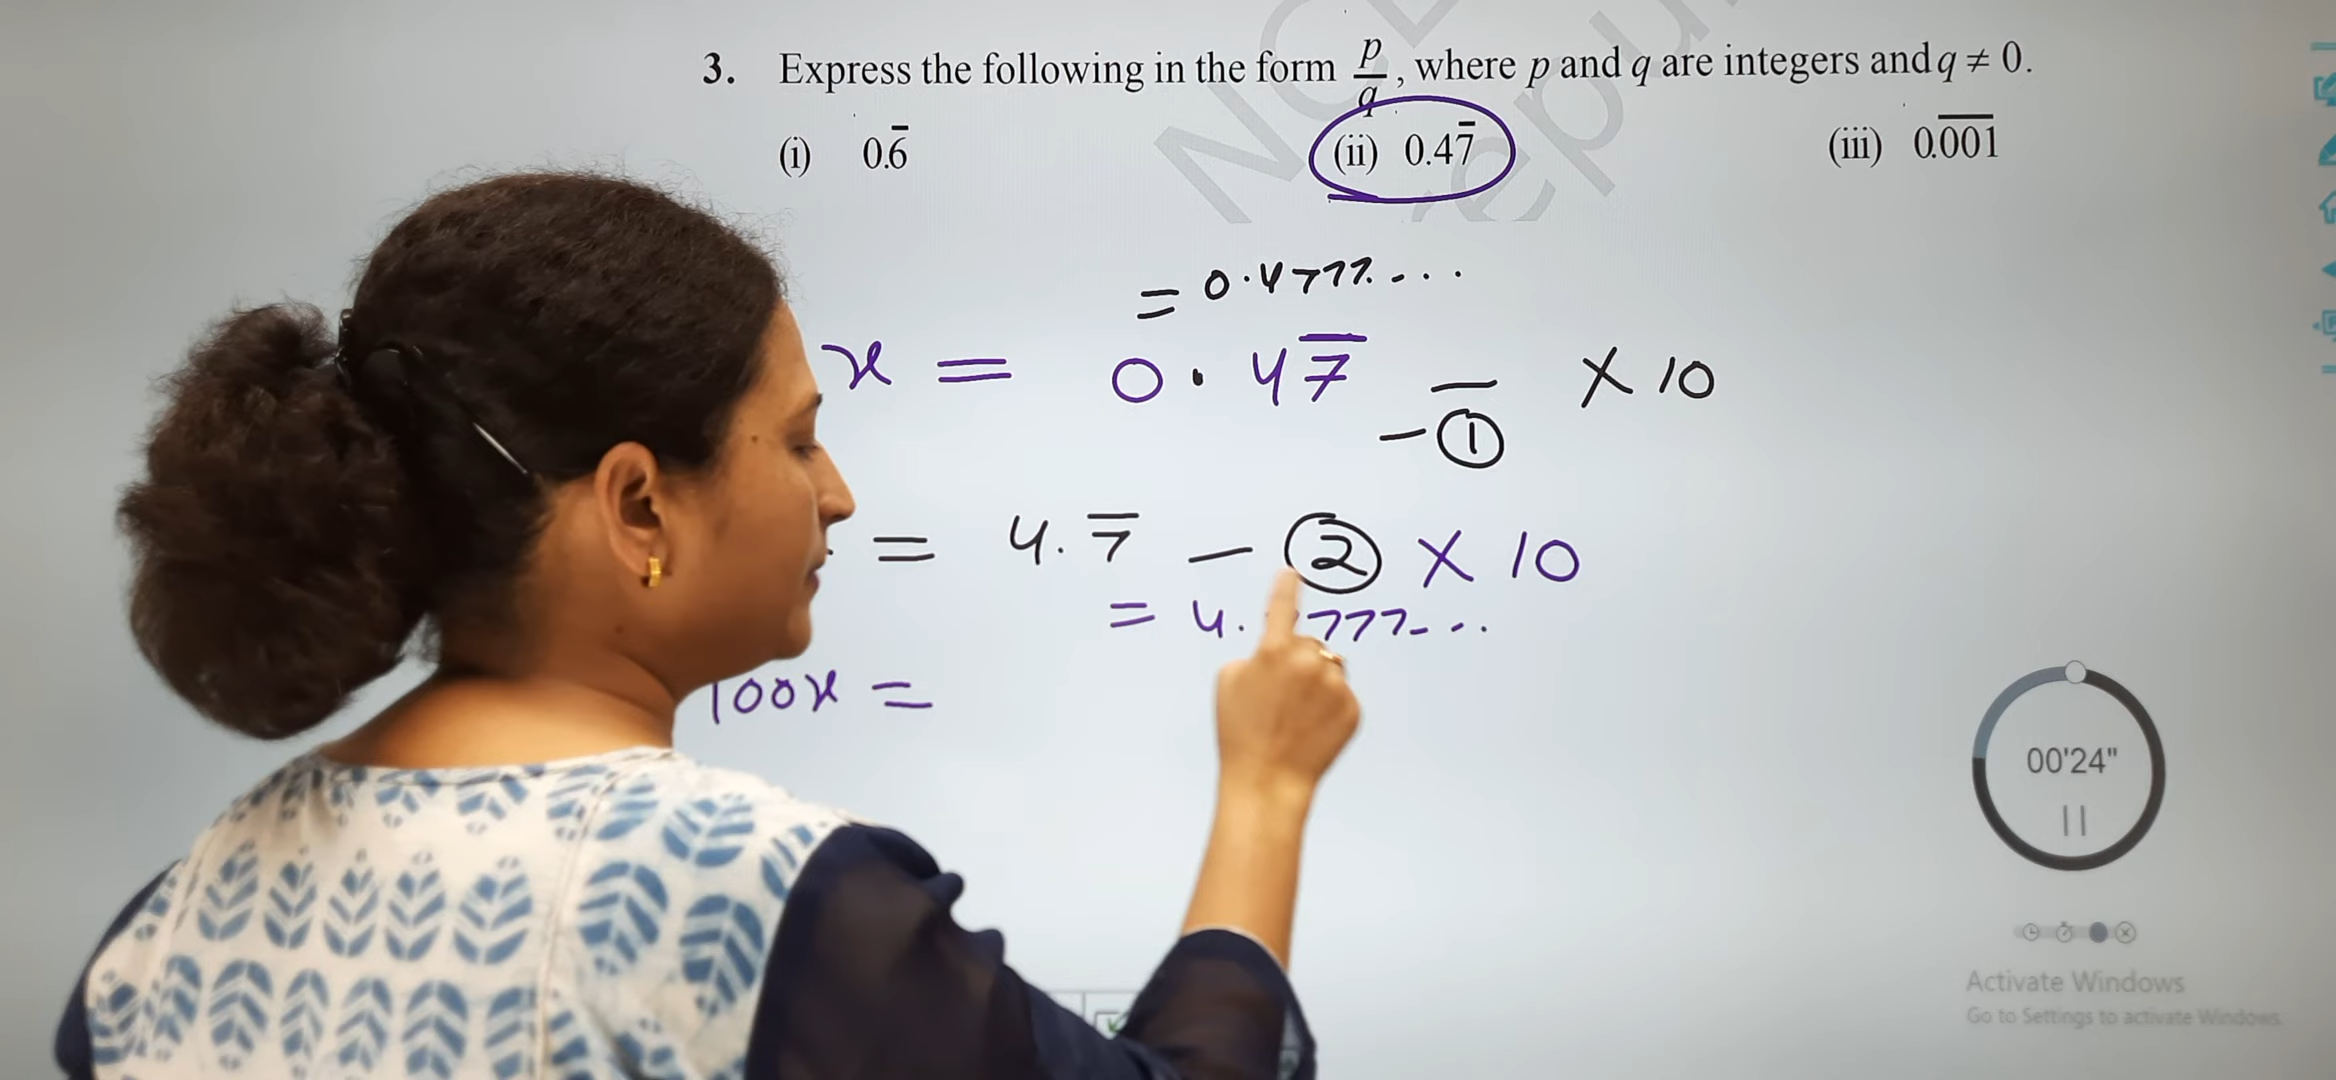 3. Express the following in the form p/q, where p and q are integers and q ≠ 0.
(i) 0.6̅ (ii) 0.47̅ (iii) 0.0̅0̅1̅
= 0.4777...
x = 0.47̅ — × 10
– ①
= 4.7̅ – ② × 10
= 4. 777...
100x =
00'24"
Activate Windows
Go to Settings to activate Windows.